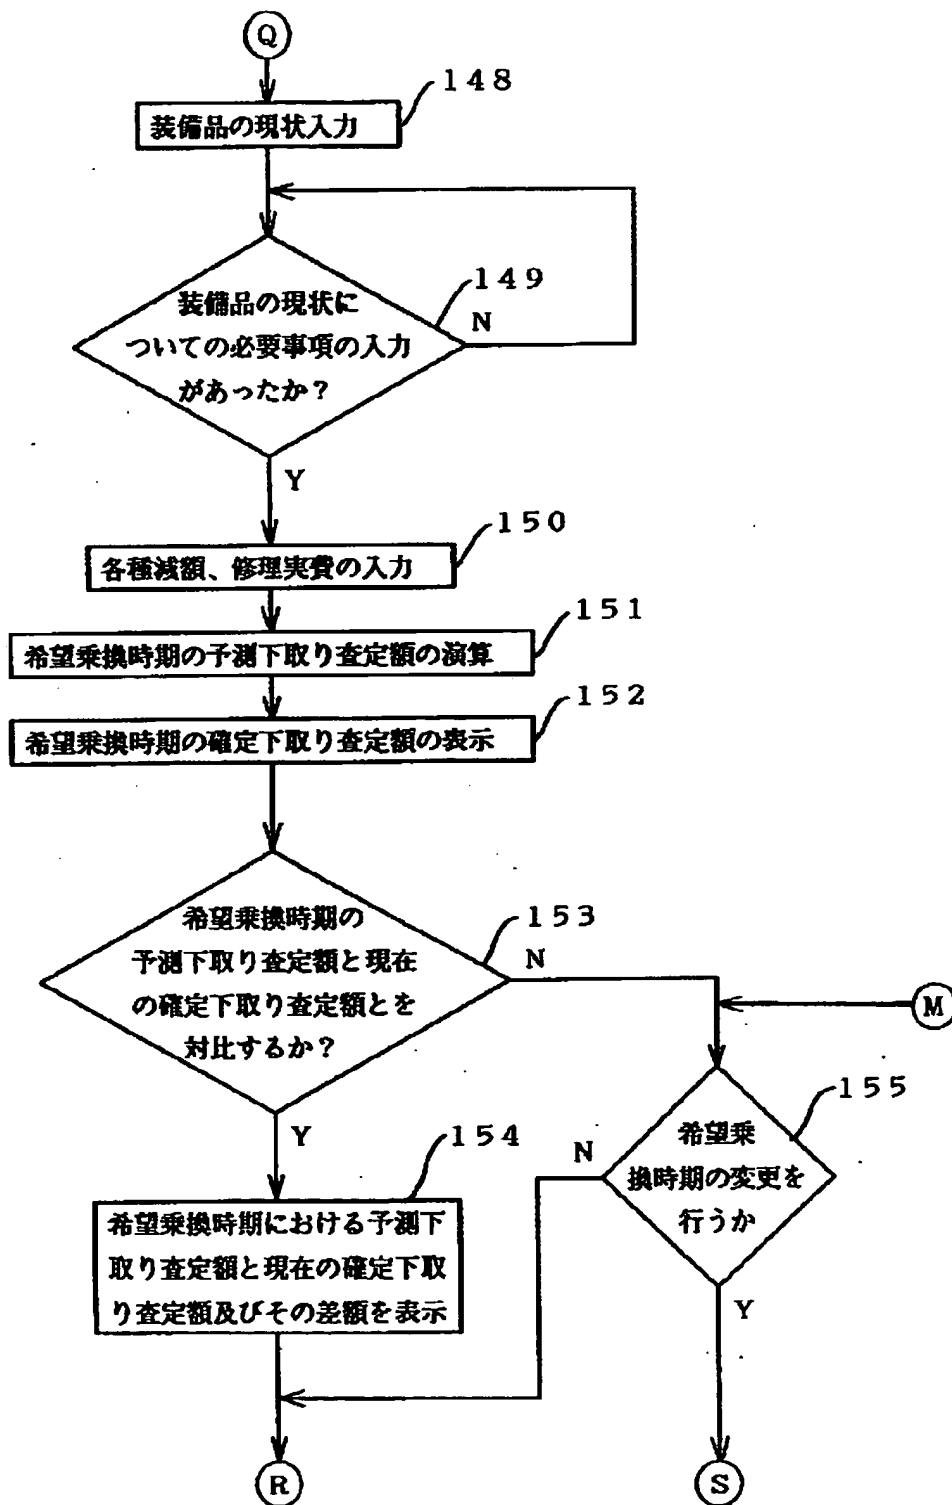 Q
148
装備品の現状入力
149
装備品の現状に
ついての必要事項の入力
があったか？
N
Y
150
各種減額、修理実費の入力
151
希望乗換時期の予測下取り査定額の演算
152
希望乗換時期の確定下取り査定額の表示
153
希望乗換時期の
予測下取り査定額と現在
の確定下取り査定額とを
対比するか？
N
M
Y
154
希望乗換時期における予測下
取り査定額と現在の確定下取
り査定額及びその差額を表示
155
希望乗
換時期の変更を
行うか
N
Y
R
S